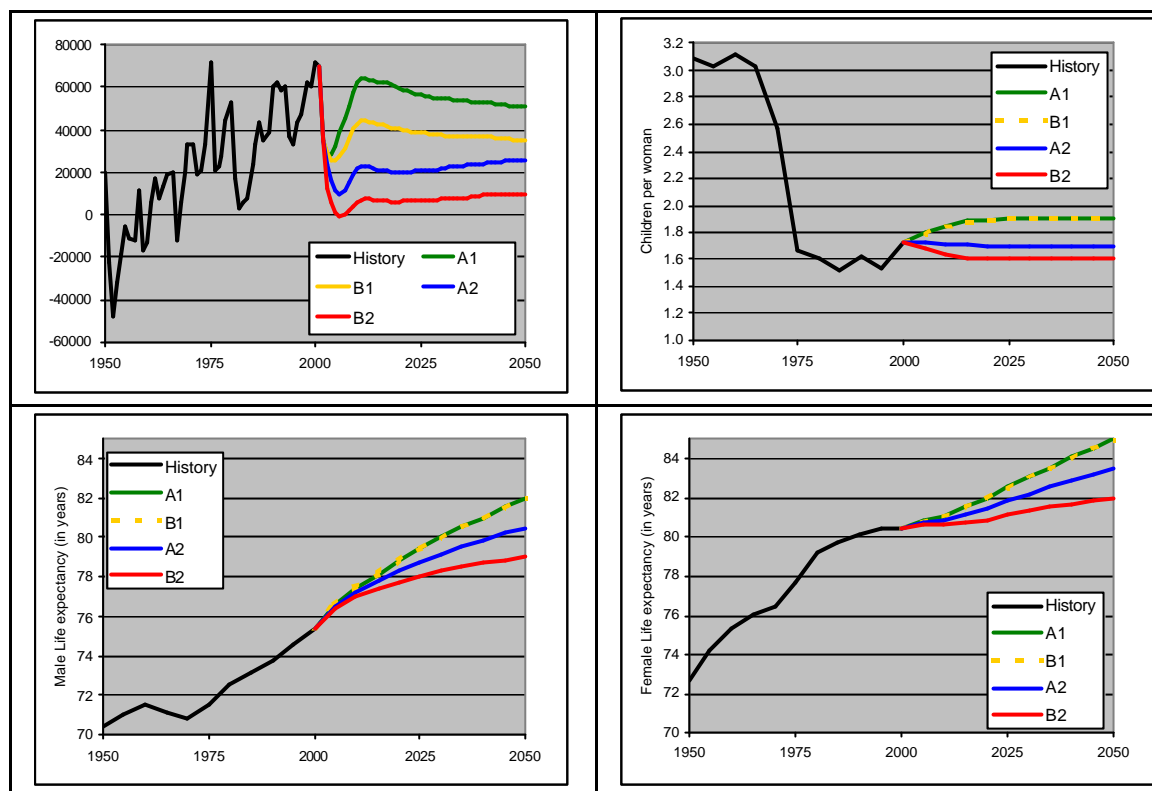 80000
60000
40000
20000
0
-20000
-40000
-60000
1950 1975 2000 2025 2050
History A1
B1 A2
B2
Children per woman
3.2
3.0
2.8
2.6
2.4
2.2
2.0
1.8
1.6
1.4
1.2
1.0
1950 1975 2000 2025 2050
History
A1
B1
A2
B2
Male Life expectancy (in years)
84
82
80
78
76
74
72
70
1950 1975 2000 2025 2050
History
A1
B1
A2
B2
Female Life expectancy (in years)
84
82
80
78
76
74
72
70
1950 1975 2000 2025 2050
History
A1
B1
A2
B2